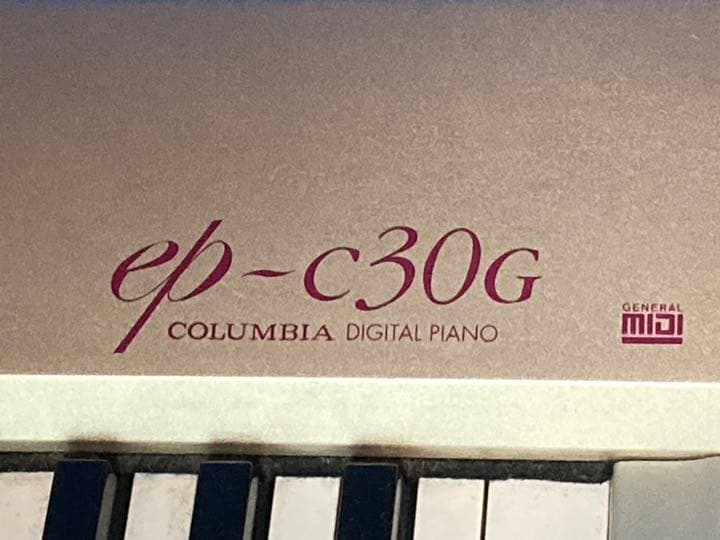 ep-c30G
COLUMBIA DIGITAL PIANO
GENERAL
MIDI